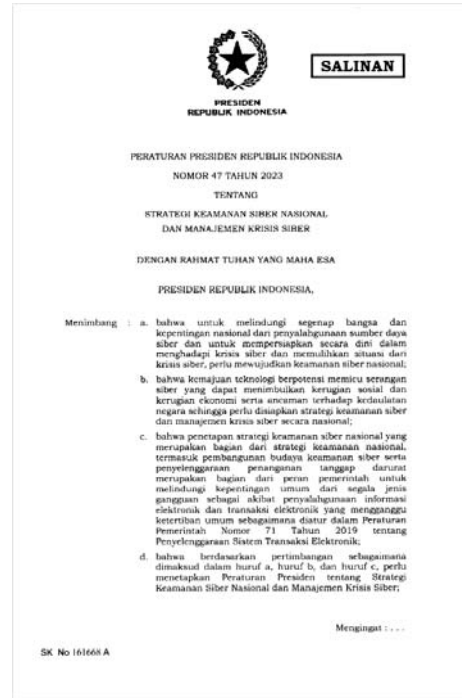 SALINAN
PRESIDEN
REPUBLIK INDONESIA
PERATURAN PRESIDEN REPUBLIK INDONESIA
NOMOR 47 TAHUN 2023
TENTANG
STRATEGI KEAMANAN SIBER NASIONAL
DAN MANAJEMEN KRISIS SIBER
DENGAN RAHMAT TUHAN YANG MAHA ESA
PRESIDEN REPUBLIK INDONESIA,
Menimbang : a. bahwa untuk melindungi segenap bangsa dan
kepentingan nasional dari penyalahgunaan sumber daya
siber dan untuk mempersiapkan secara dini dalam
menghadapi krisis siber dan memulihkan situasi dari
krisis siber, perlu mewujudkan keamanan siber nasional;
b. bahwa kemajuan teknologi berpotensi memicu serangan
siber yang dapat menimbulkan kerugian sosial dan
kerugian ekonomi serta ancaman terhadap kedaulatan
negara sehingga perlu disiapkan strategi keamanan siber
dan manajemen krisis siber secara nasional;
c. bahwa penetapan strategi keamanan siber nasional yang
merupakan bagian dari strategi keamanan nasional,
termasuk pembangunan budaya keamanan siber serta
penyelenggaraan penanganan tanggap darurat
merupakan bagian dari peran pemerintah untuk
melindungi kepentingan umum dari segala jenis
gangguan sebagai akibat penyalahgunaan informasi
elektronik dan transaksi elektronik yang mengganggu
ketertiban umum sebagaimana diatur dalam Peraturan
Pemerintah Nomor 71 Tahun 2019 tentang
Penyelenggaraan Sistem Transaksi Elektronik;
d. bahwa berdasarkan pertimbangan sebagaimana
dimaksud dalam huruf a, huruf b, dan huruf c, perlu
menetapkan Peraturan Presiden tentang Strategi
Keamanan Siber Nasional dan Manajemen Krisis Siber;
Mengingat : . . .
SK No 161668 A